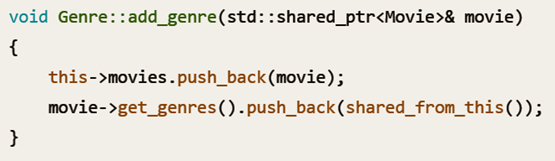 void Genre::add_genre(std::shared_ptr<Movie>& movie)
{
    this->movies.push_back(movie);
    movie->get_genres().push_back(shared_from_this());
}